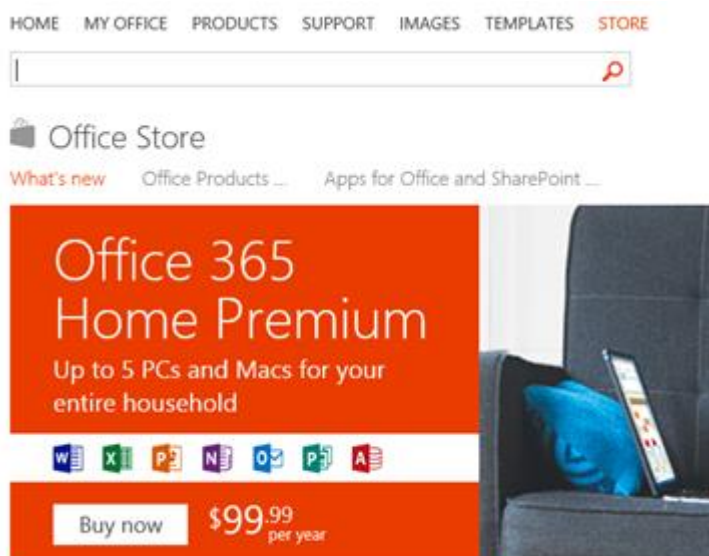 HOME MY OFFICE PRODUCTS SUPPORT IMAGES TEMPLATES STORE
Office Store
What's new Office Products ... Apps for Office and SharePoint ...
Office 365
Home Premium
Up to 5 PCs and Macs for your
entire household
W X P N O P A
Buy now $99.99
per year